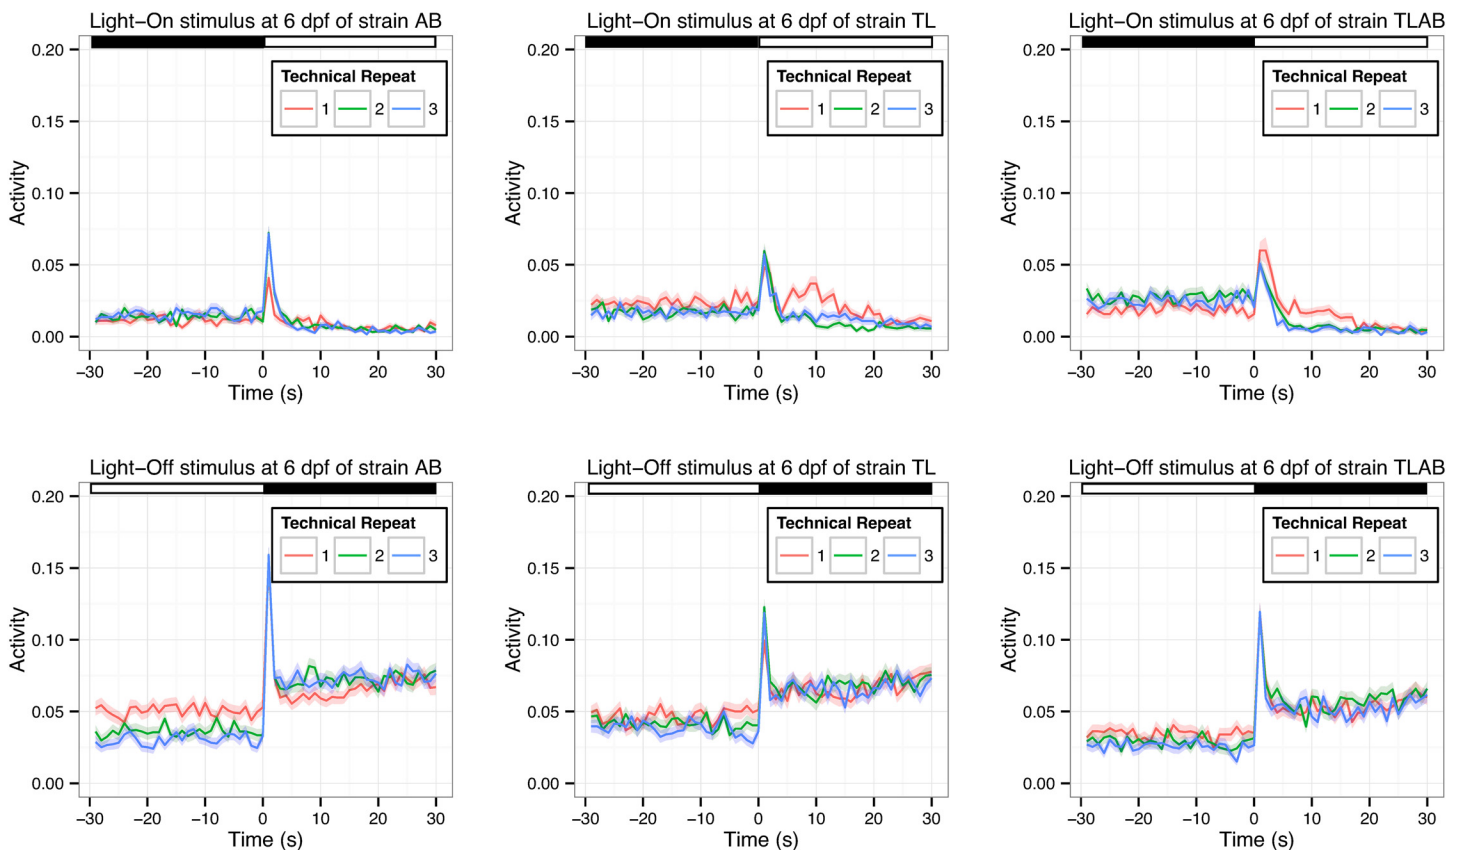 Light−On stimulus at 6 dpf of strain AB
0.20
0.15
0.10
0.05
0.00
Activity
Technical Repeat
1 2 3
−30 −20 −10 0 10 20 30
Time (s)
Light−On stimulus at 6 dpf of strain TL
0.20
0.15
0.10
0.05
0.00
Activity
Technical Repeat
1 2 3
−30 −20 −10 0 10 20 30
Time (s)
Light−On stimulus at 6 dpf of strain TLAB
0.20
0.15
0.10
0.05
0.00
Activity
Technical Repeat
1 2 3
−30 −20 −10 0 10 20 30
Time (s)
Light−Off stimulus at 6 dpf of strain AB
0.20
0.15
0.10
0.05
0.00
Activity
Technical Repeat
1 2 3
−30 −20 −10 0 10 20 30
Time (s)
Light−Off stimulus at 6 dpf of strain TL
0.20
0.15
0.10
0.05
0.00
Activity
Technical Repeat
1 2 3
−30 −20 −10 0 10 20 30
Time (s)
Light−Off stimulus at 6 dpf of strain TLAB
0.20
0.15
0.10
0.05
0.00
Activity
Technical Repeat
1 2 3
−30 −20 −10 0 10 20 30
Time (s)